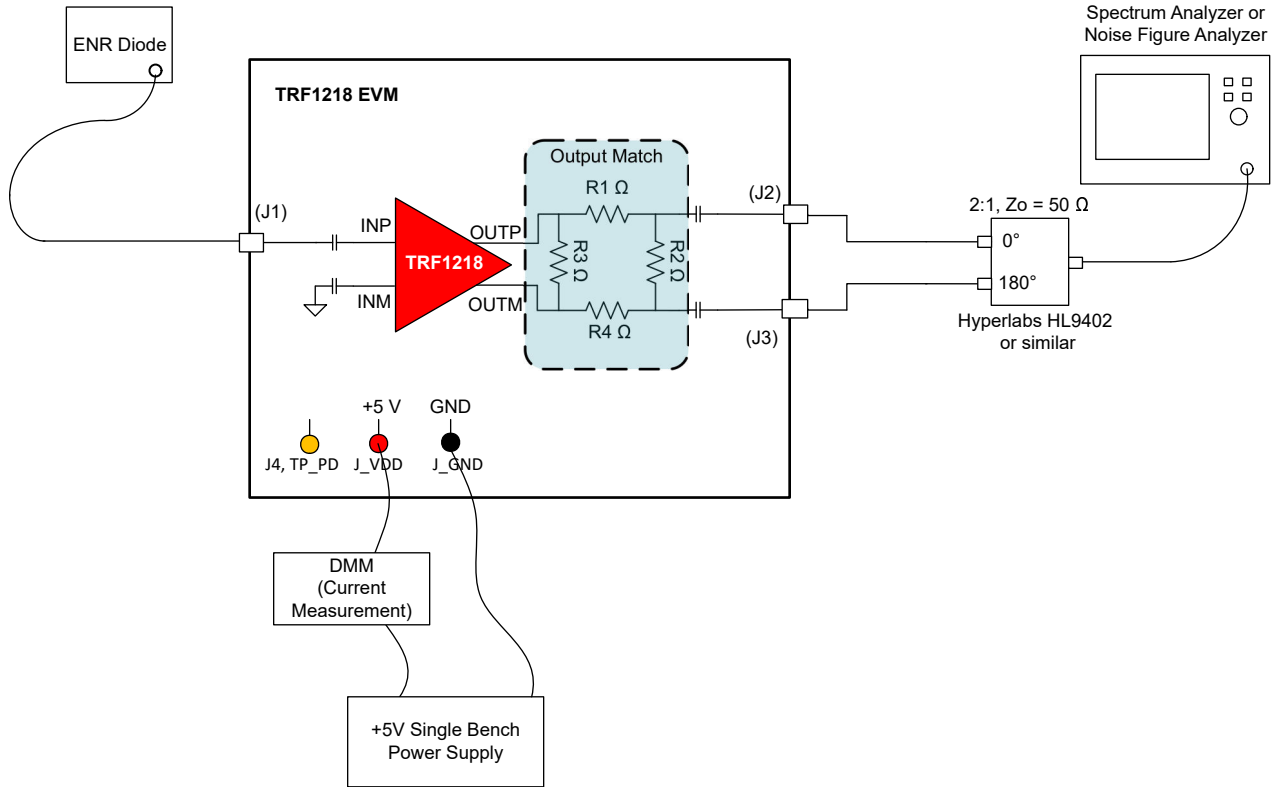 Spectrum Analyzer or
Noise Figure Analyzer
ENR Diode
TRF1218 EVM
Output Match
R1 Ω
(J1)
(J2)
2:1, Zo = 50 Ω
INP
OUTP
R3 Ω
R2 Ω
0°
TRF1218
180°
INM
OUTM
R4 Ω
(J3)
Hyperlabs HL9402
or similar
+5 V
GND
J4, TP_PD
J_VDD
J_GND
DMM
(Current
Measurement)
+5V Single Bench
Power Supply